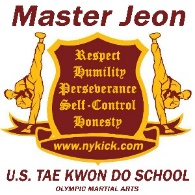 Master Jeon
Respect
Humility
Perseverance
Self-Control
Honesty
www.nykick.com
U.S. TAE KWON DO SCHOOL
OLYMPIC MARTIAL ARTS